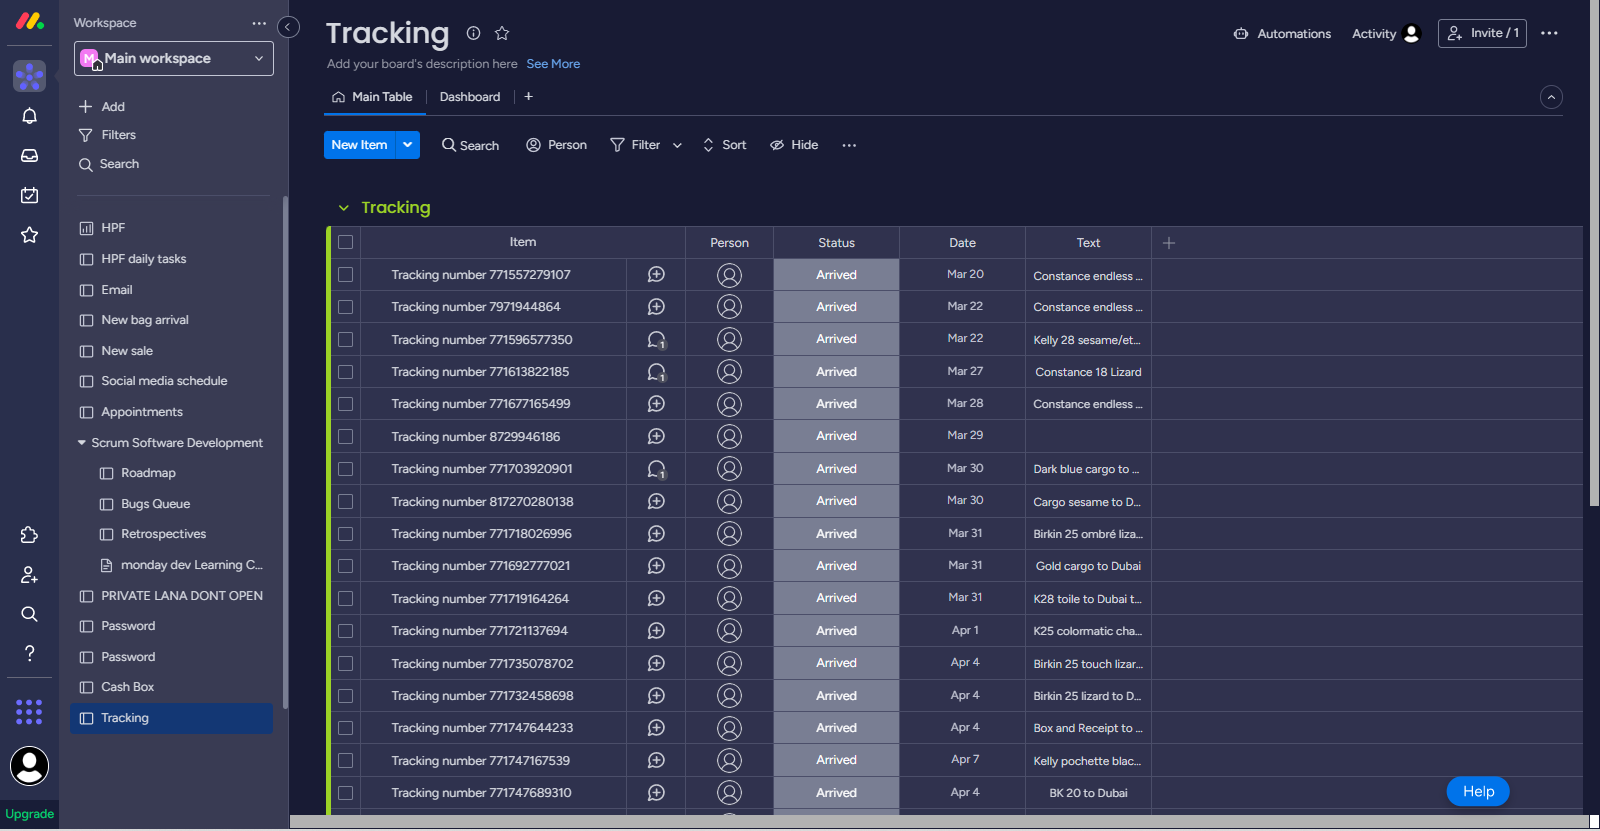 Workspace
M Main workspace
Add
Filters
Search
HPF
HPF daily tasks
Email
New bag arrival
New sale
Social media schedule
Appointments
Scrum Software Development
Roadmap
Bugs Queue
Retrospectives
monday dev Learning C...
PRIVATE LANA DONT OPEN
Password
Password
Cash Box
Tracking
Upgrade
Tracking
Automations Activity Invite / 1
Add your board's description here See More
Main Table Dashboard +
New Item Search Person Filter Sort Hide
Tracking
Item Person Status Date Text
Tracking number 771557279107 Arrived Mar 20 Constance endless ...
Tracking number 7971944864 Arrived Mar 22 Constance endless ...
Tracking number 771596577350 1 Arrived Mar 22 Kelly 28 sesame/et...
Tracking number 771613822185 1 Arrived Mar 27 Constance 18 Lizard
Tracking number 771677165499 Arrived Mar 28 Constance endless ...
Tracking number 8729946186 Arrived Mar 29
Tracking number 771703920901 1 Arrived Mar 30 Dark blue cargo to ...
Tracking number 817270280138 Arrived Mar 30 Cargo sesame to D...
Tracking number 771718026996 Arrived Mar 31 Birkin 25 ombré liza...
Tracking number 771692777021 Arrived Mar 31 Gold cargo to Dubai
Tracking number 771719164264 Arrived Mar 31 K28 toile to Dubai t...
Tracking number 771721137694 Arrived Apr 1 K25 colormatic cha...
Tracking number 771735078702 Arrived Apr 4 Birkin 25 touch lizar...
Tracking number 771732458698 Arrived Apr 4 Birkin 25 lizard to D...
Tracking number 771747644233 Arrived Apr 4 Box and Receipt to ...
Tracking number 771747167539 Arrived Apr 7 Kelly pochette blac...
Tracking number 771747689310 Arrived Apr 4 BK 20 to Dubai
Help